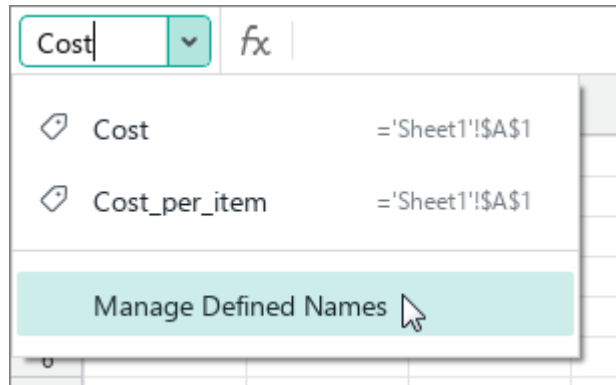 Cost fx
Cost ='Sheet1'!$A$1
Cost_per_item ='Sheet1'!$A$1
Manage Defined Names